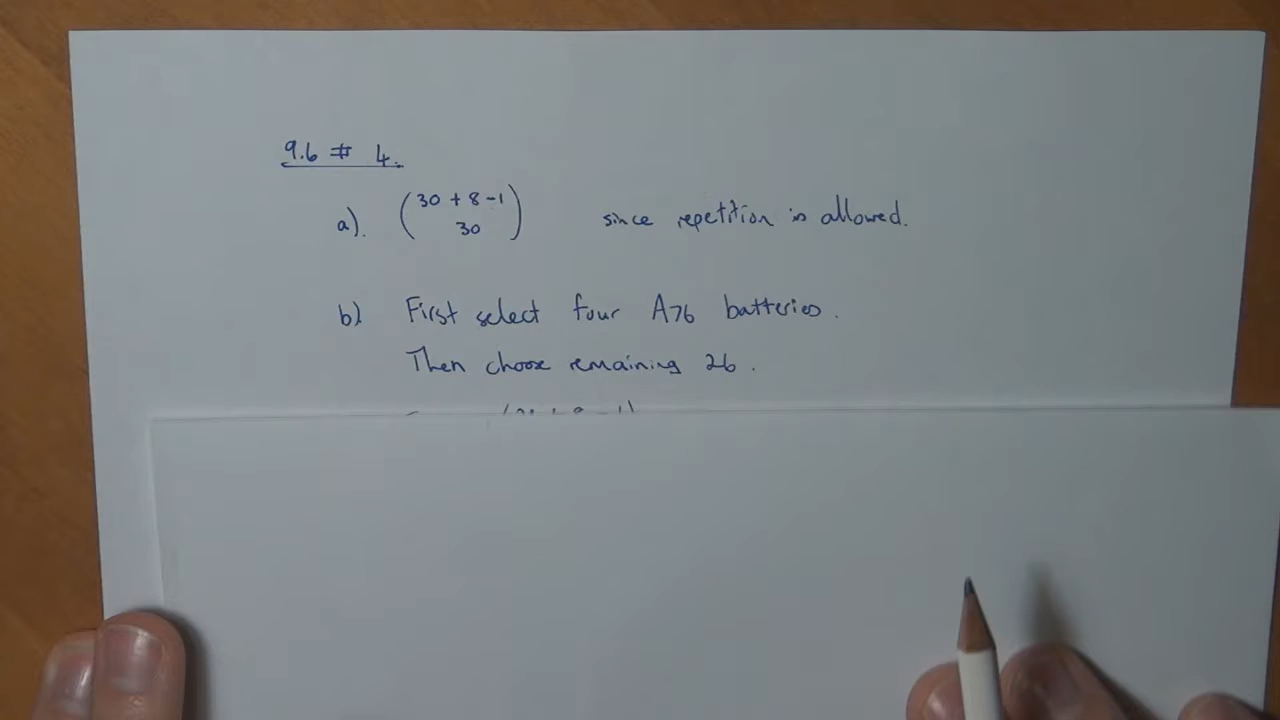 9.6 # 4.
a). (30 + 8 - 1
30) since repetition is allowed.
b) First select four A76 batteries.
Then choose remaining 26.